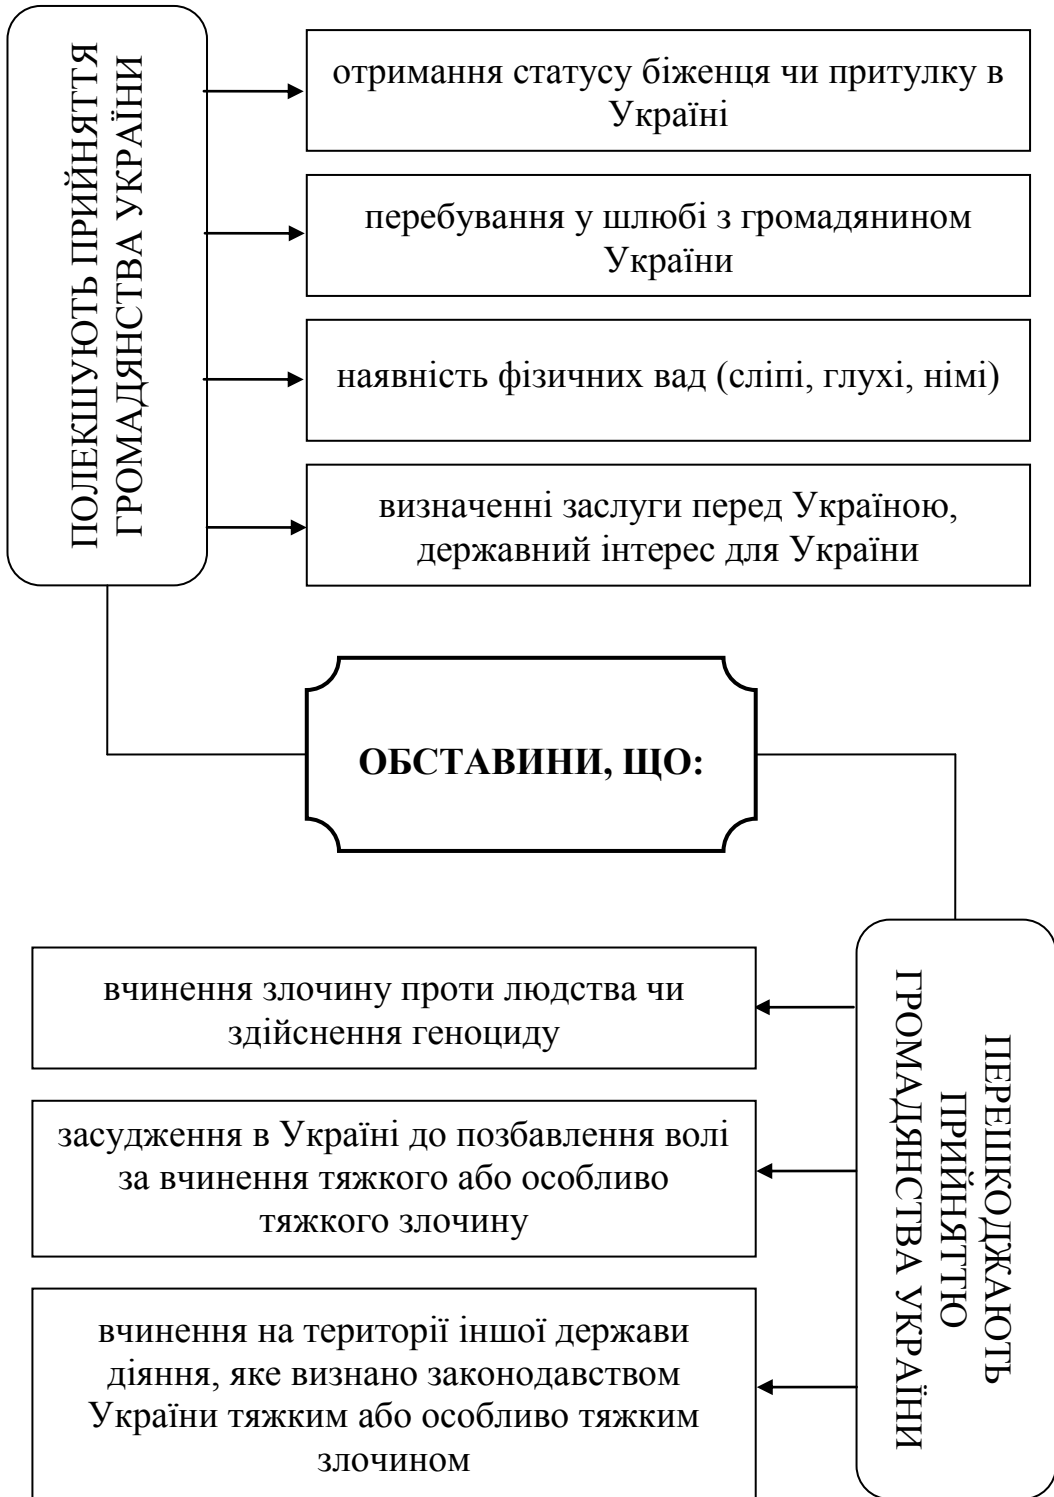 ПОЛЕКШУЮТЬ ПРИЙНЯТТЯ
ГРОМАДЯНСТВА УКРАЇНИ
отримання статусу біженця чи притулку в
Україні
перебування у шлюбі з громадянином
України
наявність фізичних вад (сліпі, глухі, німі)
визначенні заслуги перед Україною,
державний інтерес для України
ОБСТАВИНИ, ЩО:
ПЕРЕШКОДЖАЮТЬ
ПРИЙНЯТТЮ
ГРОМАДЯНСТВА УКРАЇНИ
вчинення злочину проти людства чи
здійснення геноциду
засудження в Україні до позбавлення волі
за вчинення тяжкого або особливо
тяжкого злочину
вчинення на території іншої держави
діяння, яке визнано законодавством
України тяжким або особливо тяжким
злочином